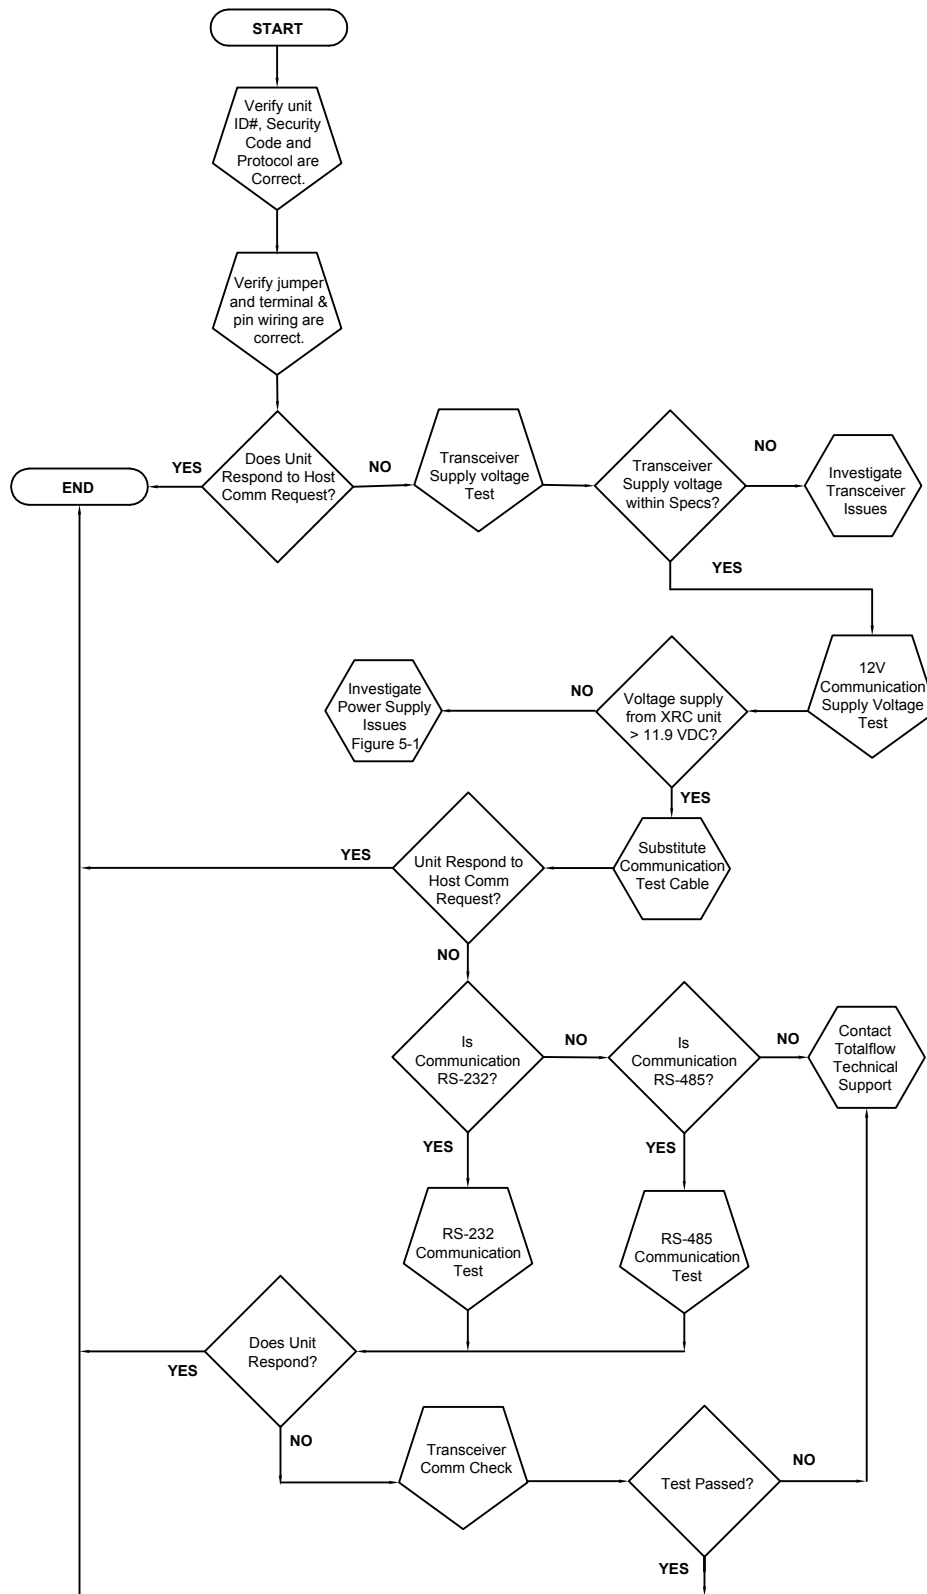 START
Verify unit
ID#, Security
Code and
Protocol are
Correct.
Verify jumper
and terminal &
pin wiring are
correct.
Does Unit
Respond to Host
Comm Request?
YES
END
NO
Transceiver
Supply voltage
Test
Transceiver
Supply voltage
within Specs?
NO
Investigate
Transceiver
Issues
YES
12V
Communication
Supply Voltage
Test
Voltage supply
from XRC unit
> 11.9 VDC?
NO
Investigate
Power Supply
Issues
Figure 5-1
YES
Substitute
Communication
Test Cable
Unit Respond to
Host Comm
Request?
YES
NO
Is
Communication
RS-232?
NO
Is
Communication
RS-485?
NO
Contact
Totalflow
Technical
Support
YES
YES
RS-232
Communication
Test
RS-485
Communication
Test
Does Unit
Respond?
YES
NO
Transceiver
Comm Check
Test Passed?
NO
YES